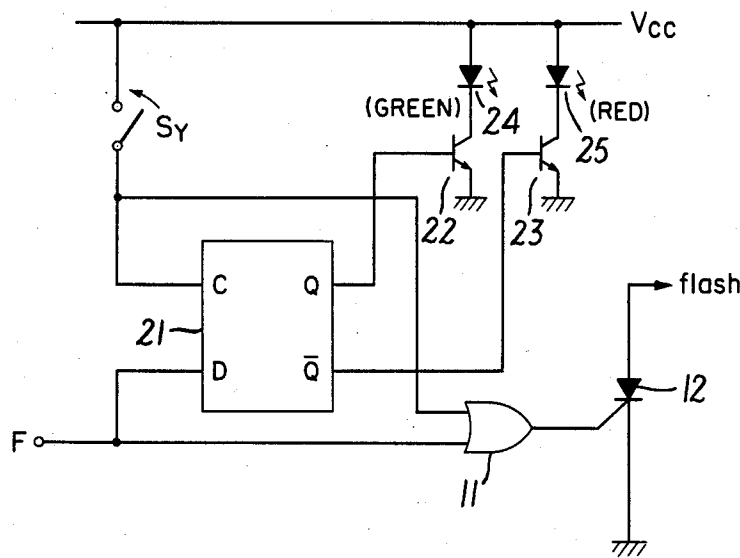 Vcc
(GREEN)
24
(RED)
25
SY
22
23
C
Q
flash
21
D
Q̅
12
F
11